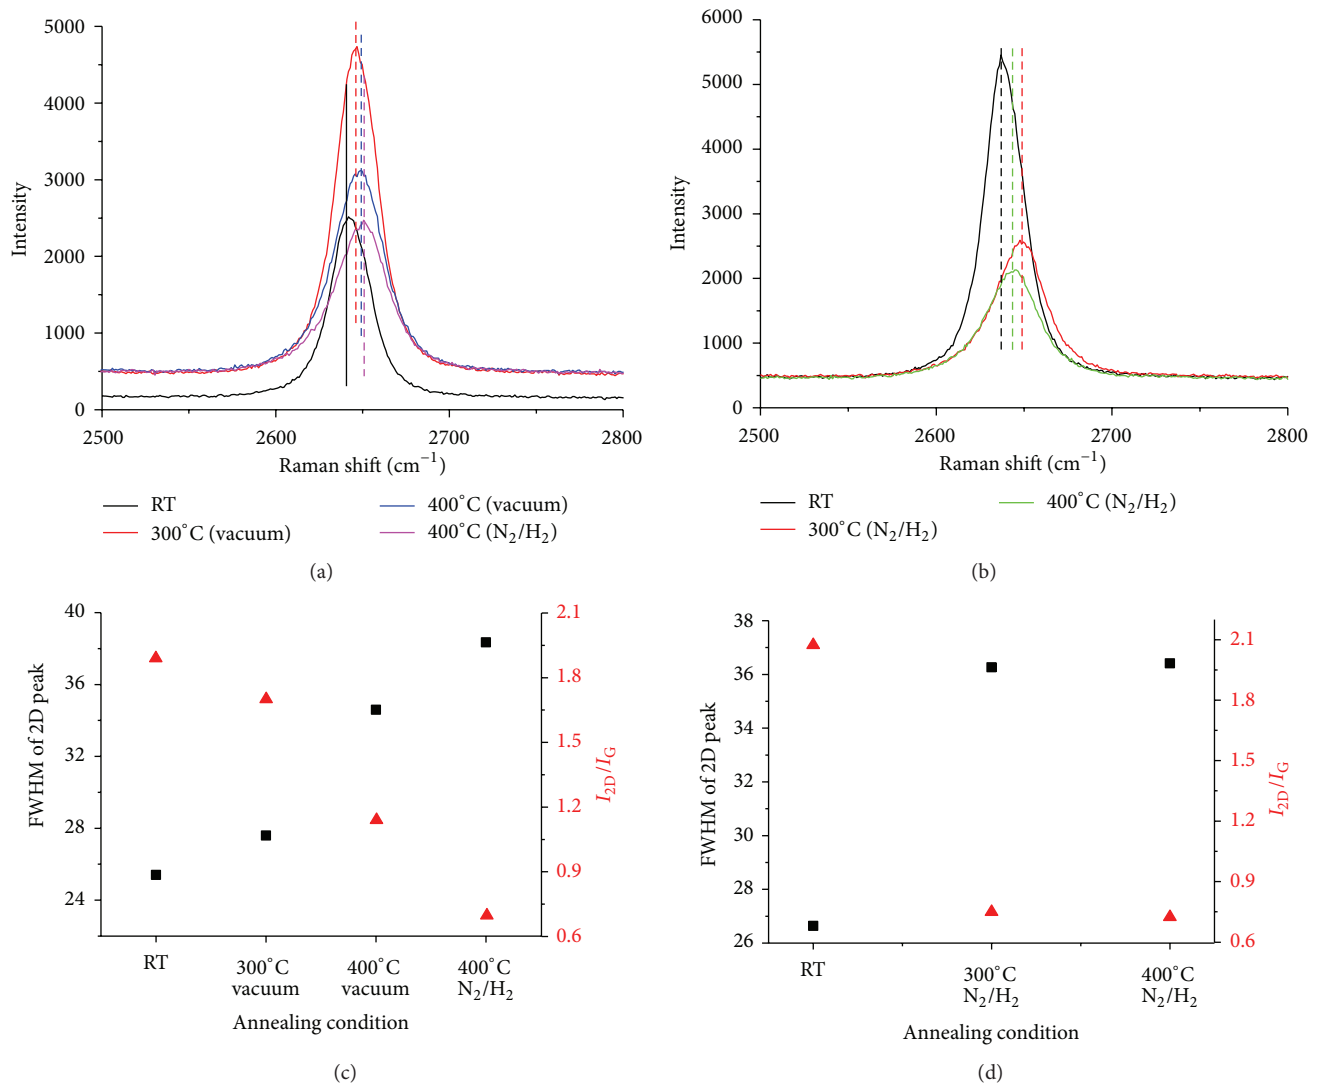 5000
4000
3000
2000
1000
0
Intensity
2500
2600
2700
2800
Raman shift (cm⁻¹)
RT
300°C (vacuum)
400°C (vacuum)
400°C (N₂/H₂)
(a)
6000
5000
4000
3000
2000
1000
0
Intensity
2500
2600
2700
2800
Raman shift (cm⁻¹)
RT
300°C (N₂/H₂)
400°C (N₂/H₂)
(b)
40
36
32
28
24
FWHM of 2D peak
2.1
1.8
1.5
1.2
0.9
0.6
I₂D/I_G
RT
300°C
vacuum
400°C
vacuum
400°C
N₂/H₂
Annealing condition
(c)
38
36
34
32
30
28
26
FWHM of 2D peak
2.1
1.8
1.5
1.2
0.9
0.6
I₂D/I_G
RT
300°C
N₂/H₂
400°C
N₂/H₂
Annealing condition
(d)